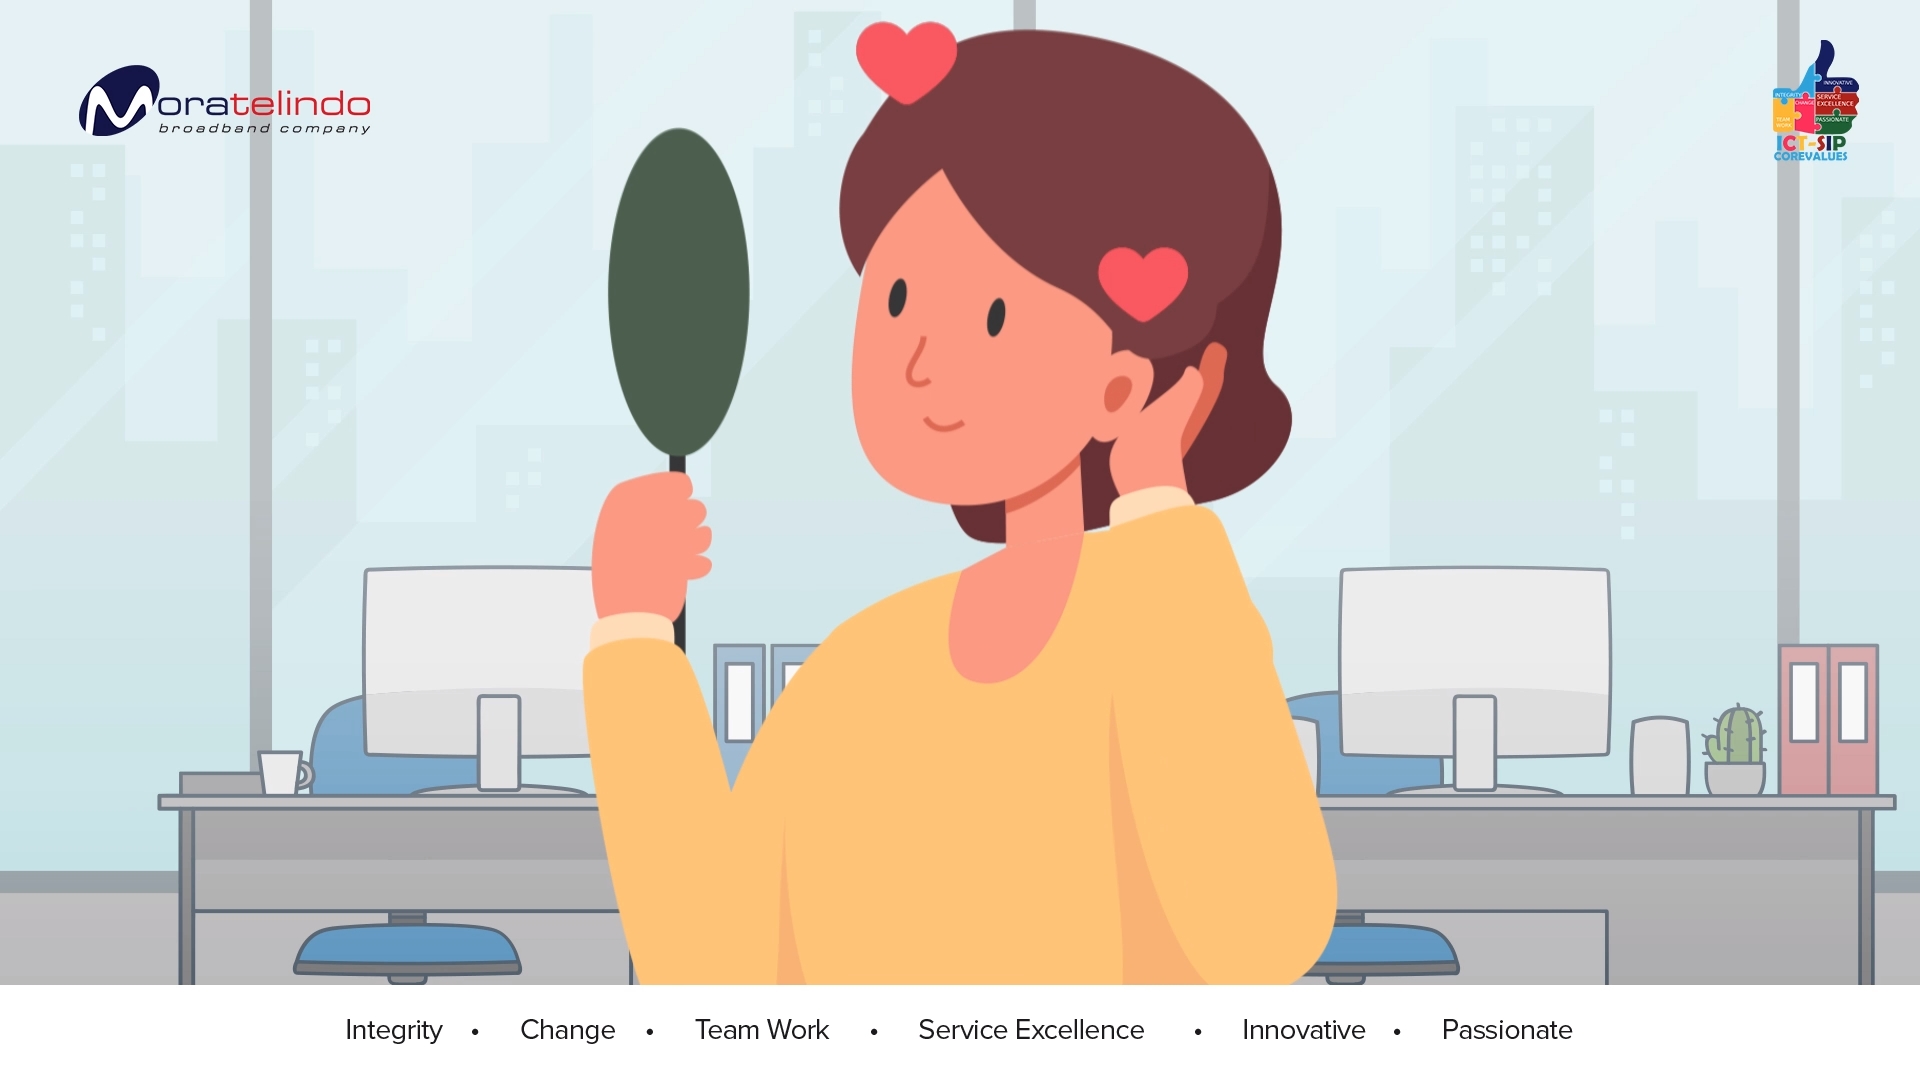 Moratelindo
broadband company
INNOVATIVE
INTEGRITY
SERVICE
EXCELLENCE
CHANGE
TEAM
WORK
PASSIONATE
ICT-SIP
COREVALUES
Integrity • Change • Team Work • Service Excellence • Innovative • Passionate